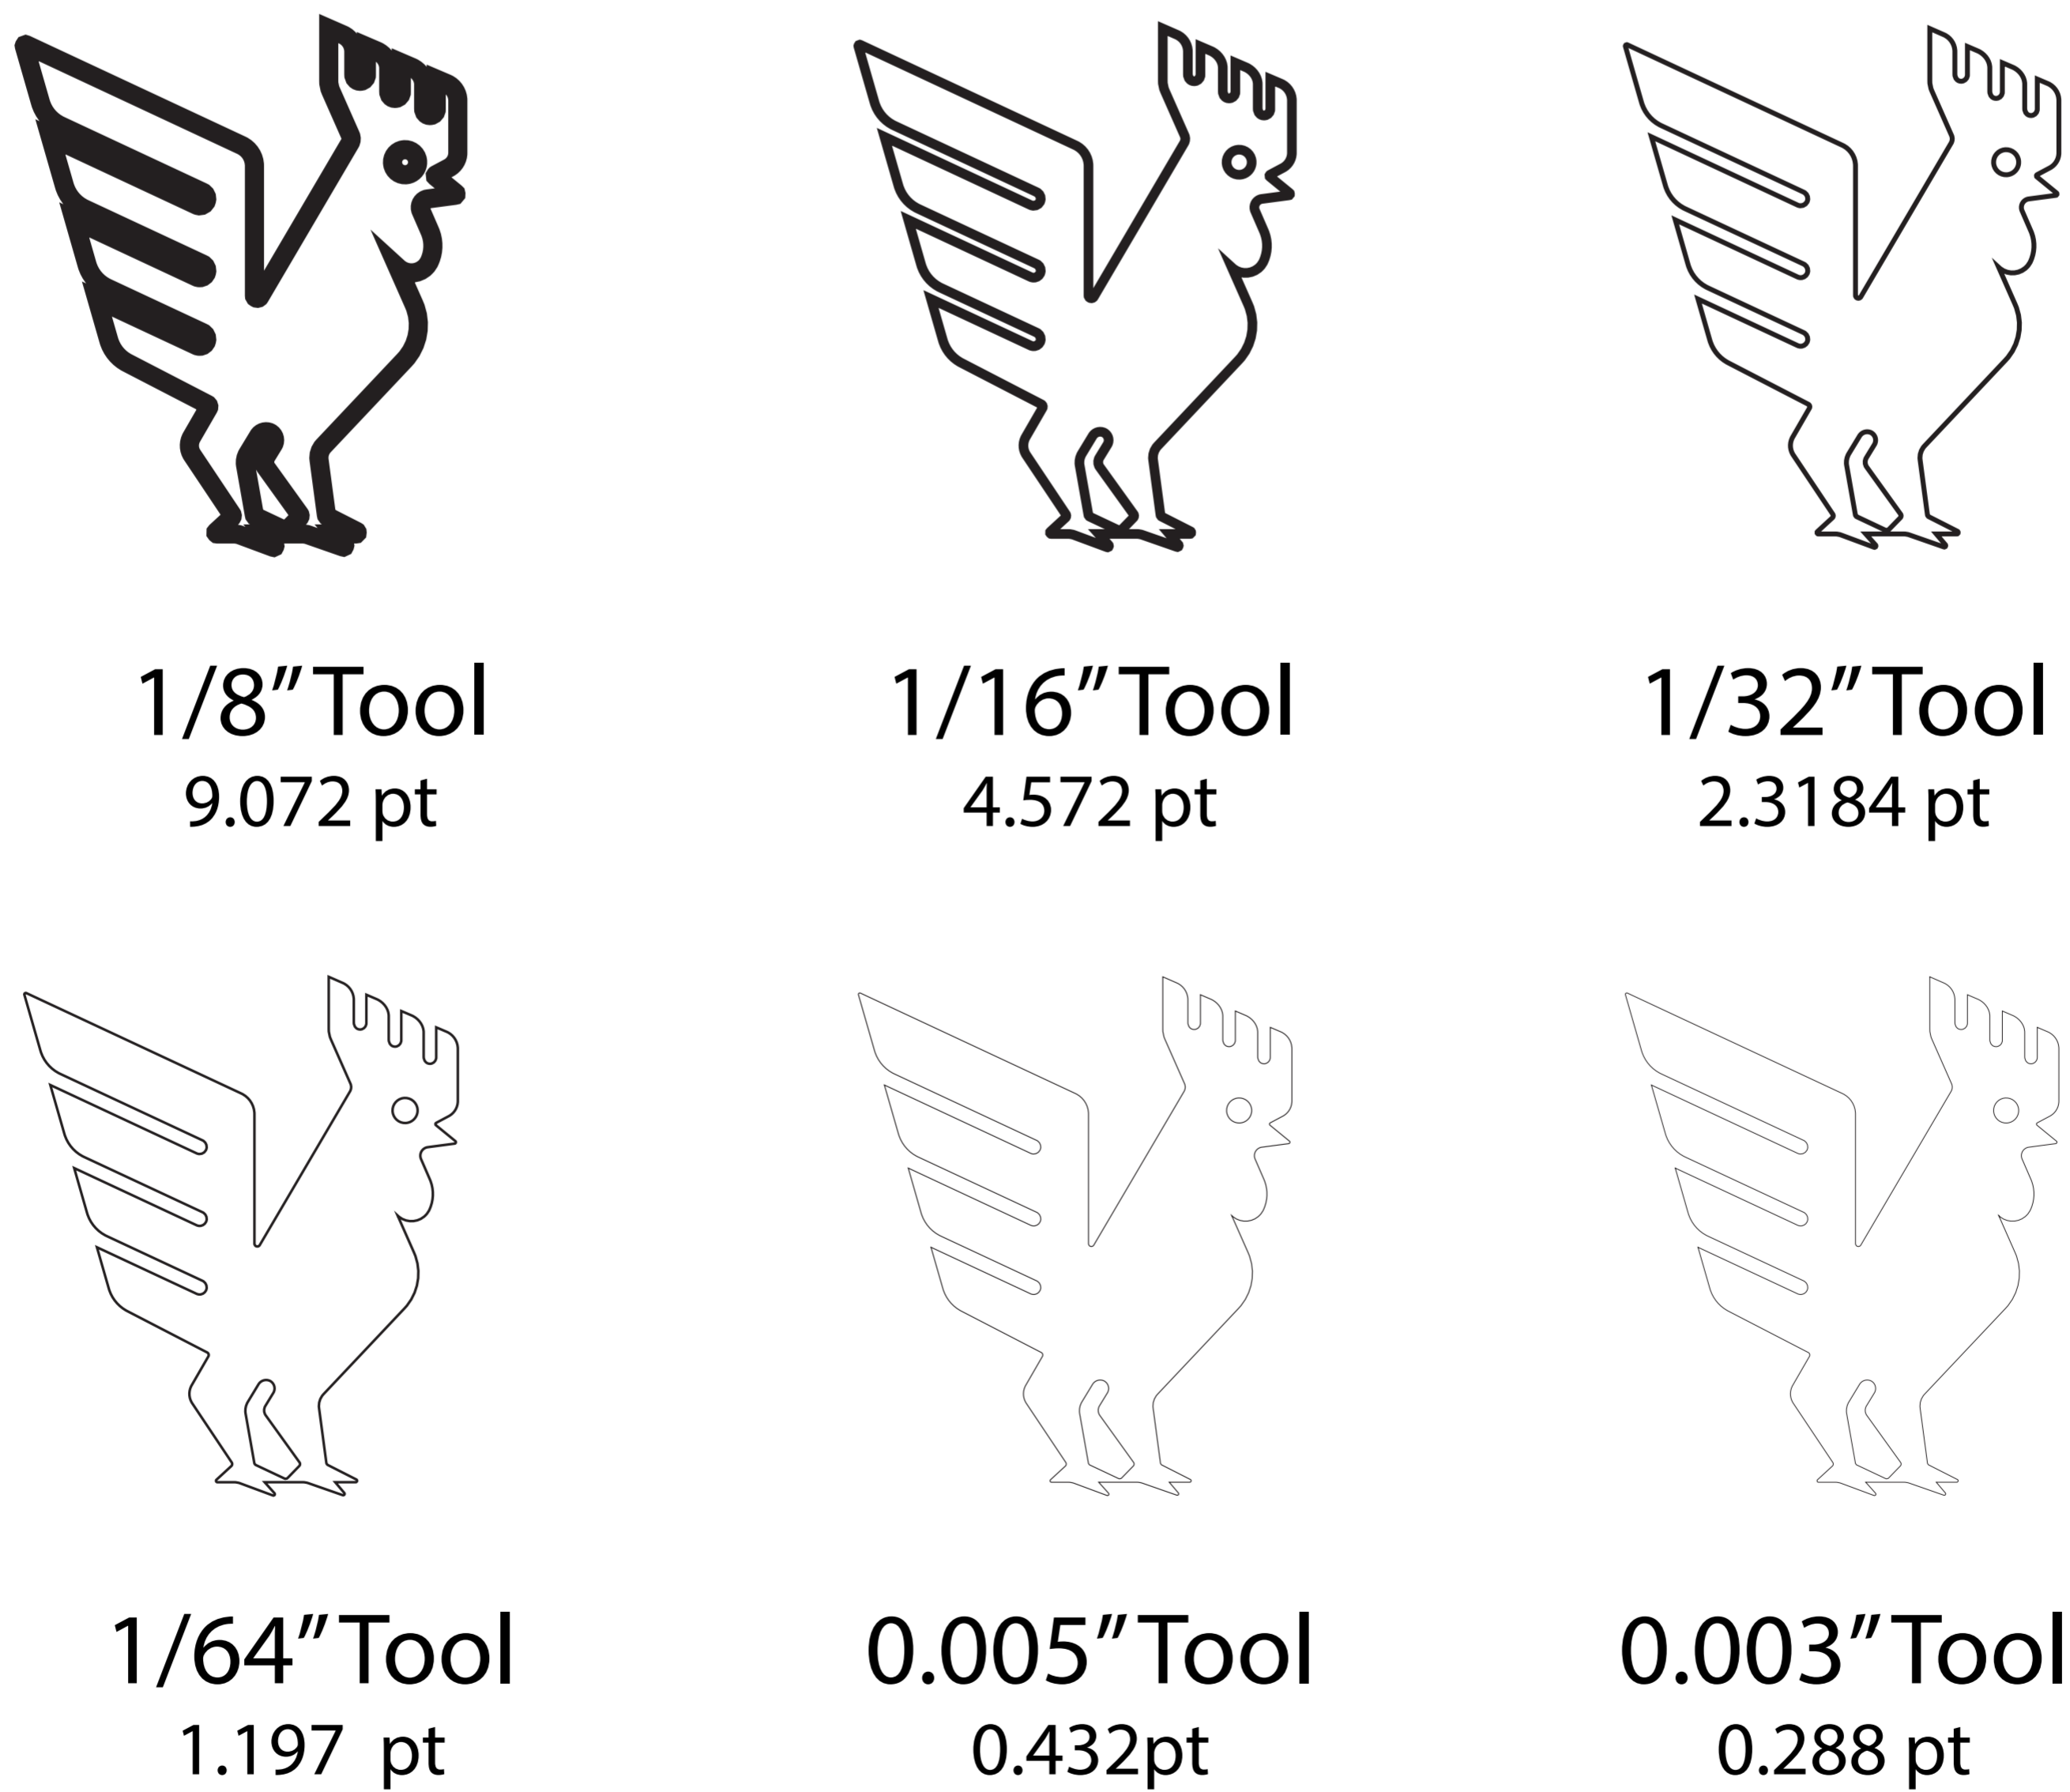 1/8” Tool
9.072 pt
1/16” Tool
4.572 pt
1/32” Tool
2.3184 pt
1/64” Tool
1.197 pt
0.005” Tool
0.432pt
0.003” Tool
0.288 pt